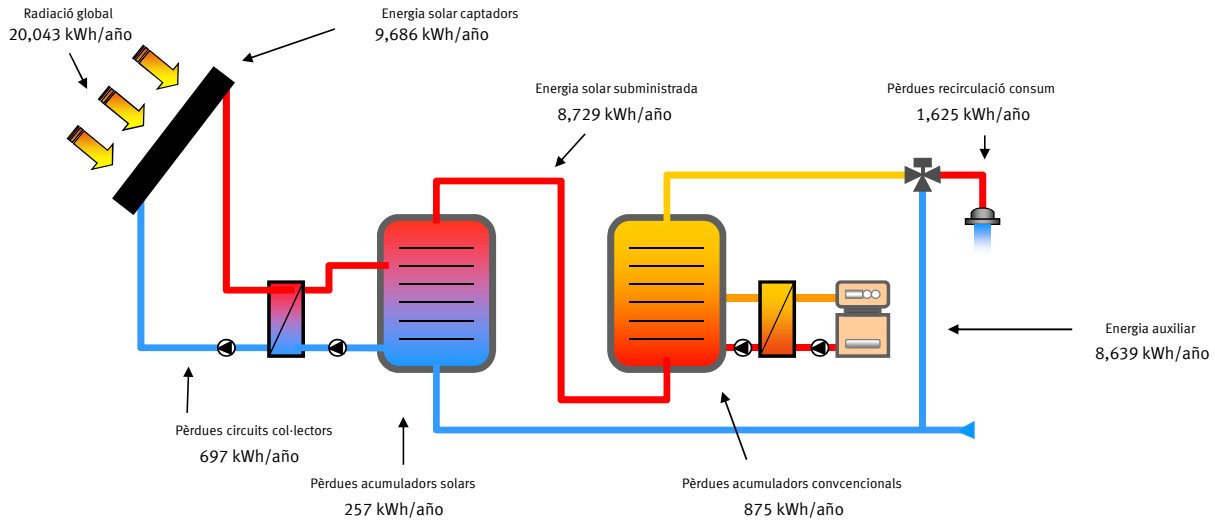 Radiació global
20,043 kWh/año
Energia solar captadors
9,686 kWh/año
Energia solar subministrada
8,729 kWh/año
Pèrdues recirculació consum
1,625 kWh/año
Energia auxiliar
8,639 kWh/año
Pèrdues circuits col·lectors
697 kWh/año
Pèrdues acumuladors solars
257 kWh/año
Pèrdues acumuladors convcencionals
875 kWh/año